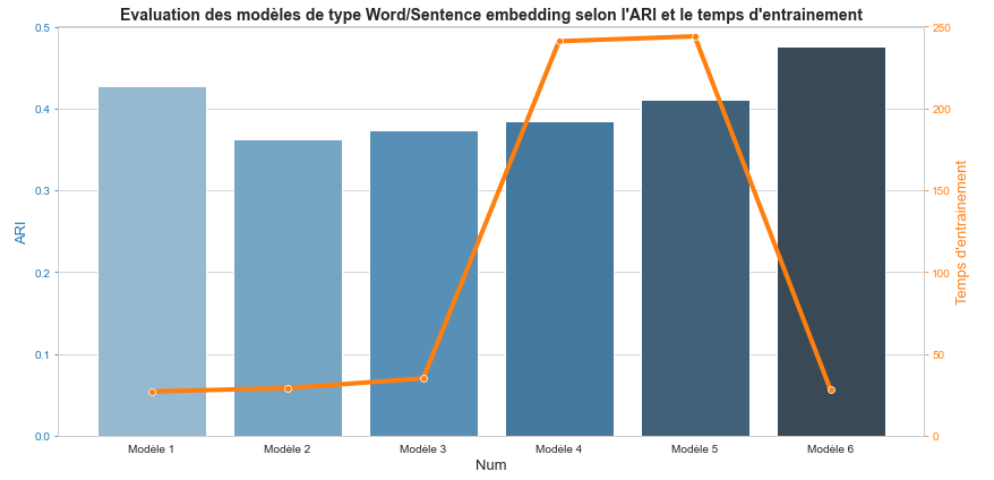 Evaluation des modèles de type Word/Sentence embedding selon l'ARI et le temps d'entrainement
0.5
0.4
0.3
0.2
0.1
0.0
ARI
250
200
150
100
50
0
Temps d'entrainement
Modèle 1
Modèle 2
Modèle 3
Modèle 4
Modèle 5
Modèle 6
Num